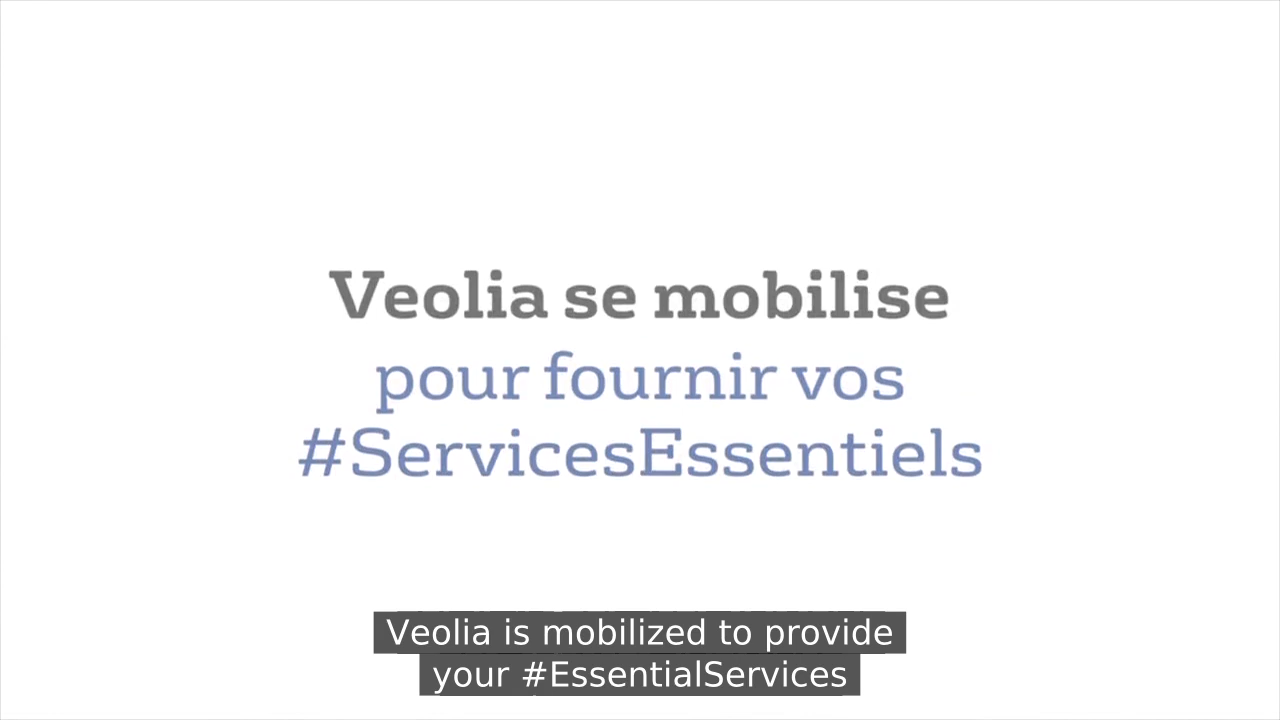 Veolia se mobilise
pour fournir vos
#ServicesEssentiels
Veolia is mobilized to provide
your #EssentialServices